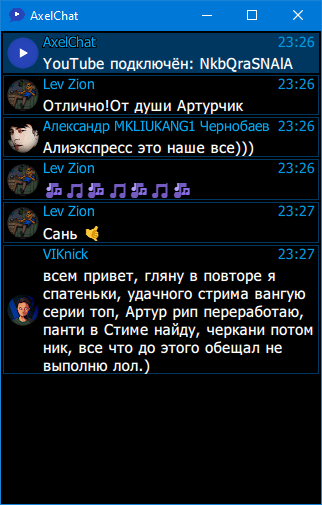 AxelChat
AxelChat 23:26
YouTube подключён: NkbQraSNAlA
Lev Zion 23:26
Отлично!От души Артурчик
Александр MKLIUKANG1 Чернобаев 23:26
Алиэкспресс это наше все)))
Lev Zion 23:26
🎼🎵🎼🎵🎼🎵🎼
Lev Zion 23:27
Сань 🤙
VIKnick 23:27
всем привет, гляну в повторе я
спатеньки, удачного стрима вангую
серии топ, Артур рип переработаю,
панти в Стиме найду, черкани потом
ник, все что до этого обещал не
выполню лол.)